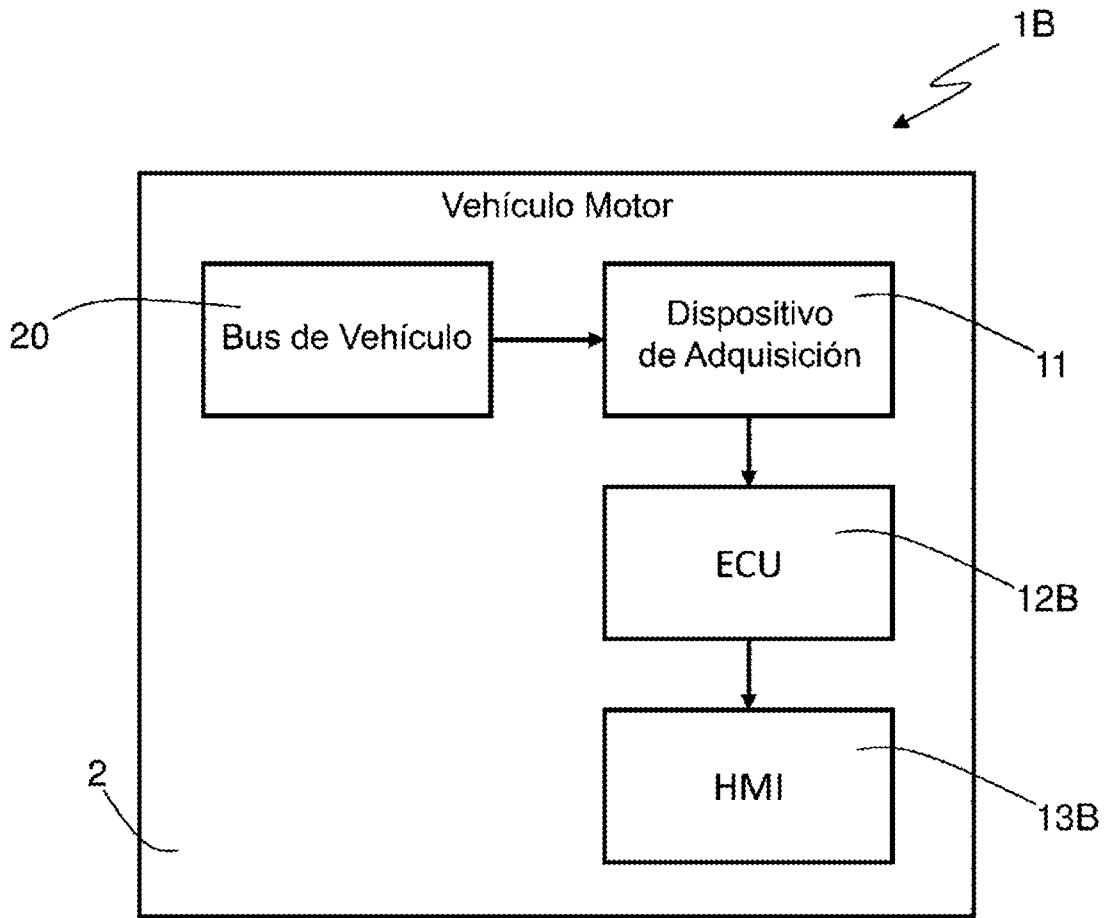 1B
Vehículo Motor
Bus de Vehículo
20
Dispositivo
de Adquisición
11
ECU
12B
HMI
13B
2